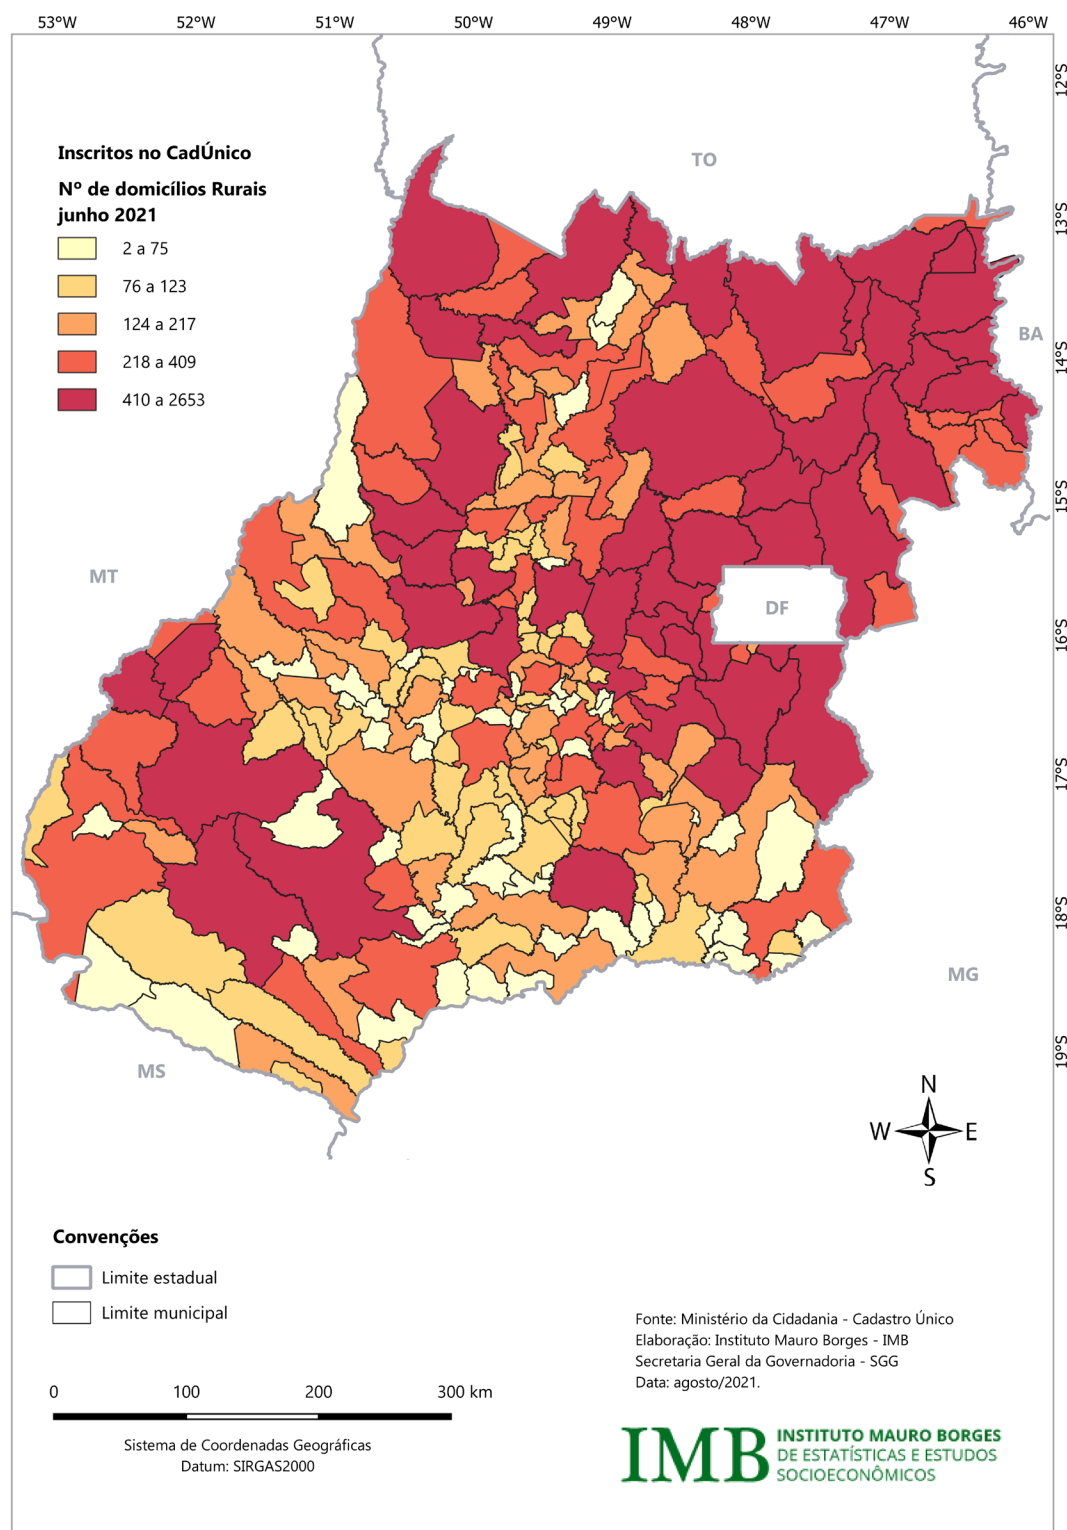 53°W 52°W 51°W 50°W 49°W 48°W 47°W 46°W
12°S
13°S
14°S
15°S
16°S
17°S
18°S
19°S
Inscritos no CadÚnico
Nº de domicílios Rurais
junho 2021
2 a 75
76 a 123
124 a 217
218 a 409
410 a 2653
TO
BA
MT
DF
MG
MS
N
W E
S
Convenções
Limite estadual
Limite municipal
0 100 200 300 km
Sistema de Coordenadas Geográficas
Datum: SIRGAS2000
Fonte: Ministério da Cidadania - Cadastro Único
Elaboração: Instituto Mauro Borges - IMB
Secretaria Geral da Governadoria - SGG
Data: agosto/2021.
IMB
INSTITUTO MAURO BORGES
DE ESTATÍSTICAS E ESTUDOS
SOCIOECONÔMICOS